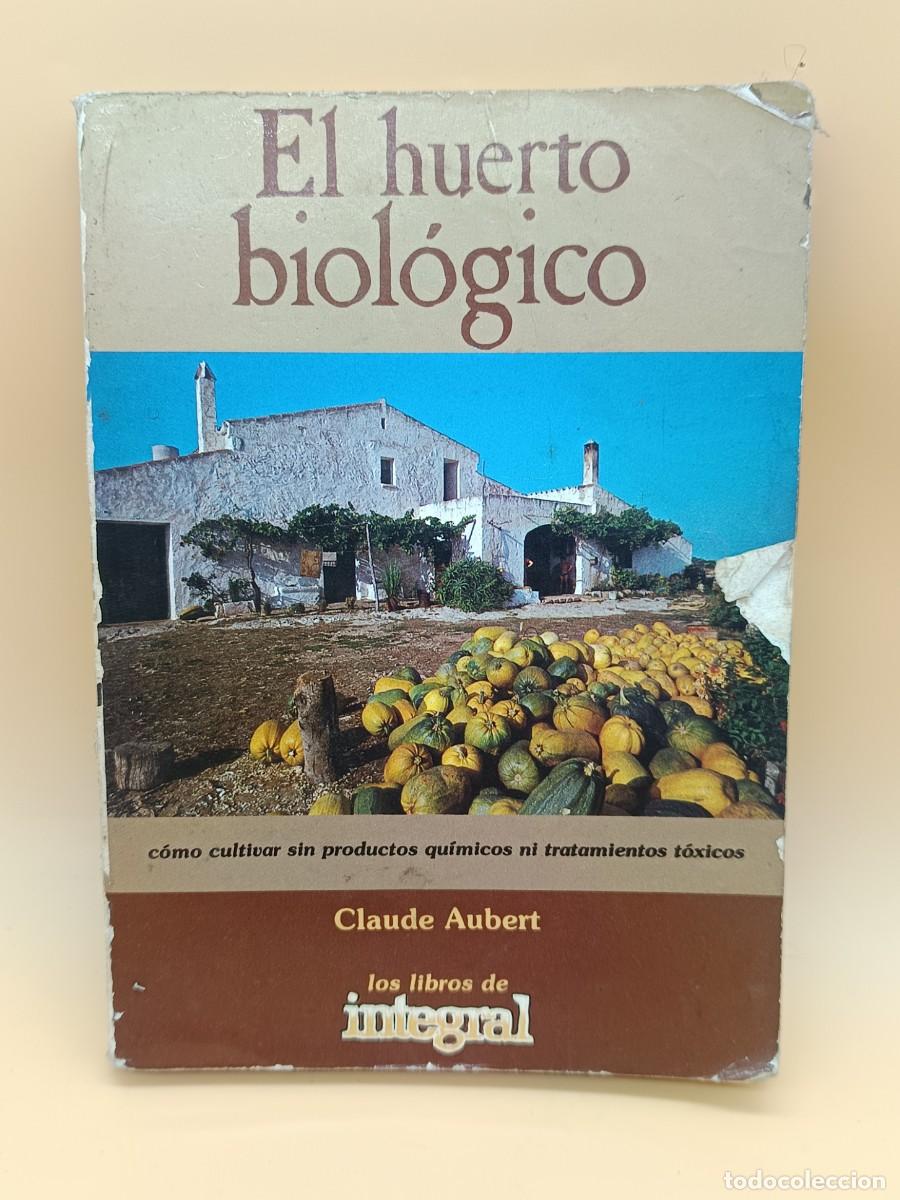 El huerto
biológico
cómo cultivar sin productos químicos ni tratamientos tóxicos
Claude Aubert
los libros de
integral
todocoleccion